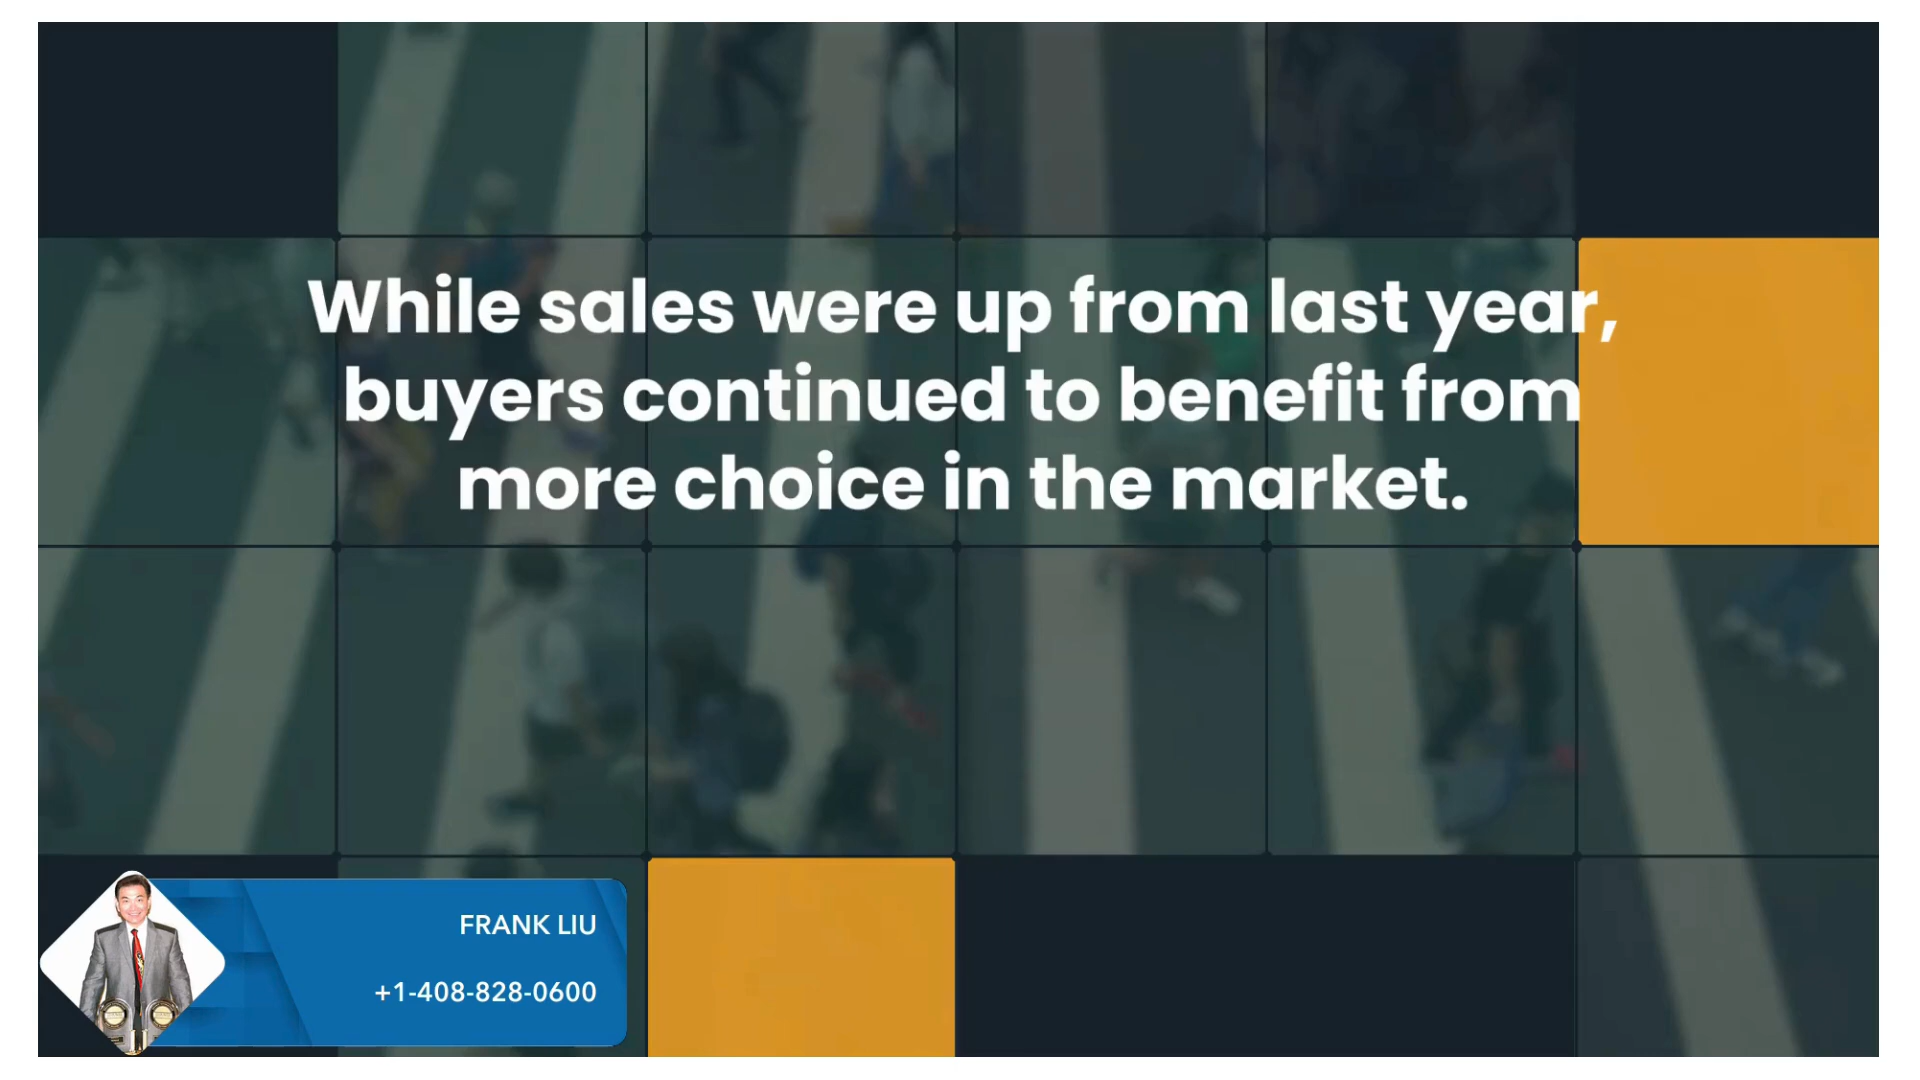 While sales were up from last year,
buyers continued to benefit from
more choice in the market.
FRANK LIU
+1-408-828-0600